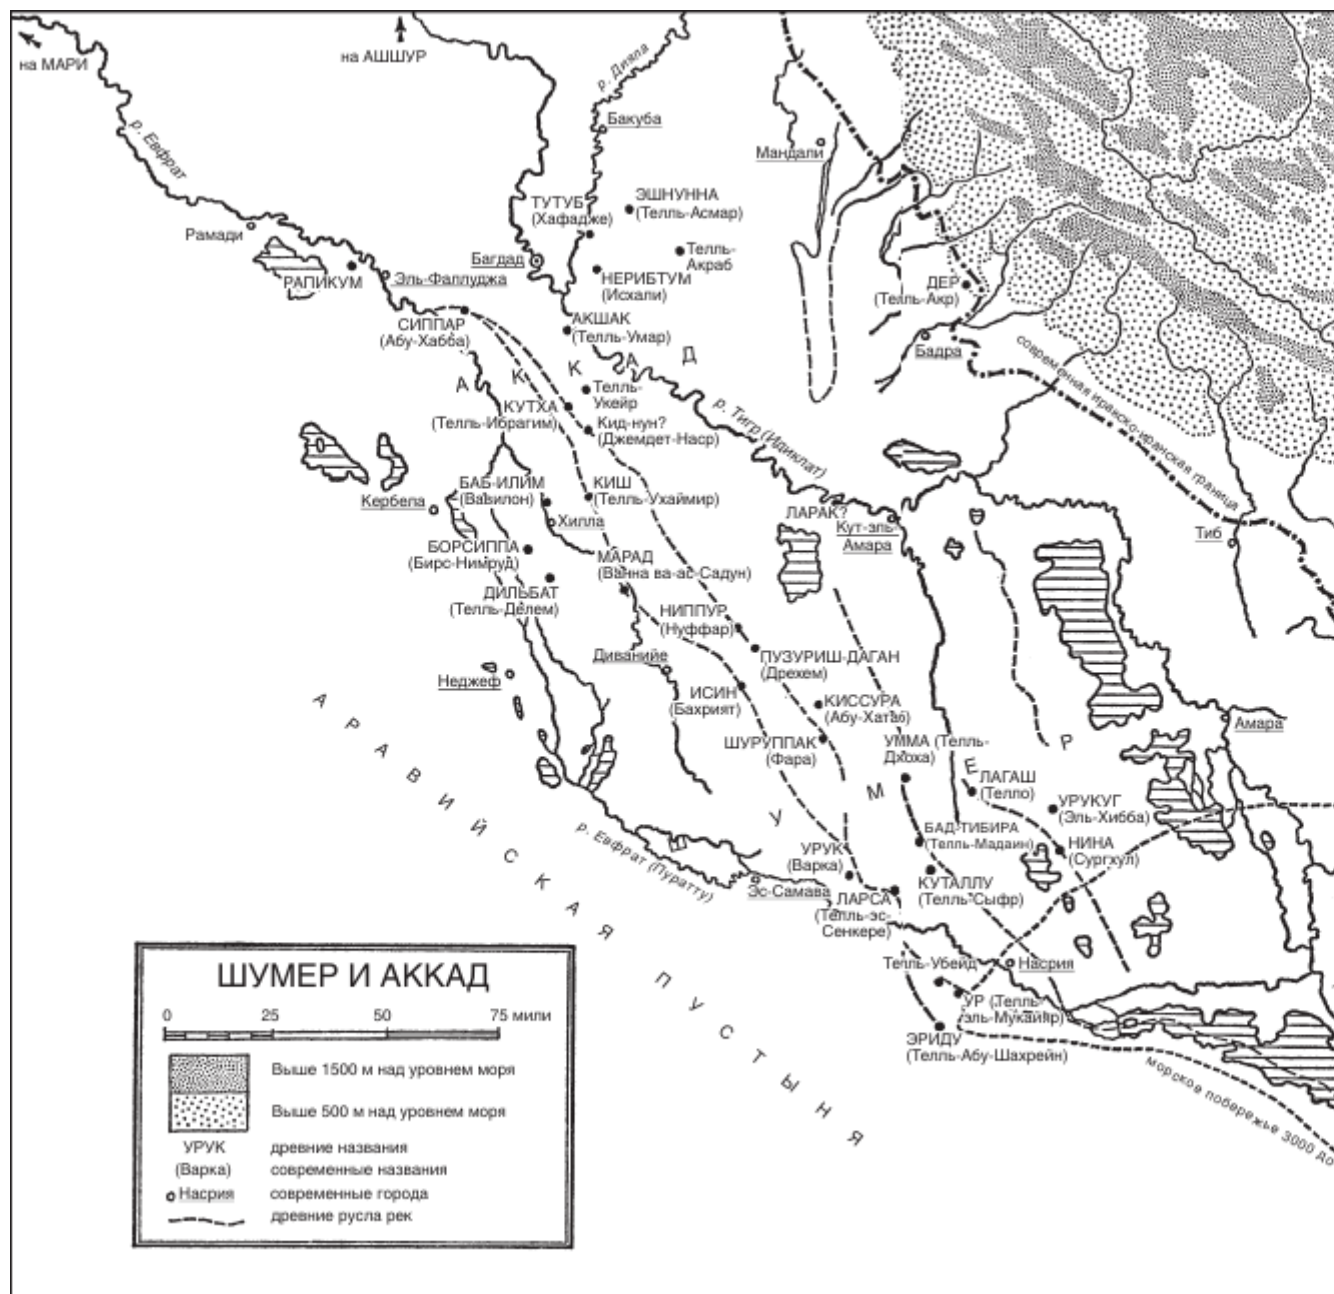 на МАРИ
на АШШУР
р. Евфрат
р. Дияла
Бакуба
Мандали
ЭШНУННА
(Телль-Асмар)
ТУТУБ
(Хафадже)
Рамади
РАПИКУМ
Эль-Фаллуджа
Багдад
Телль-
Акраб
НЕРИБТУМ
(Исхали)
ДЕР
(Телль-Акр)
СИППАР
(Абу-Хабба)
АКШАК
(Телль-Умар)
Бадра
А К К А Д
современная иракско-иранская граница
Телль-
Укейр
КУТХА
(Телль-Ибрагим)
Кид-нун?
(Джемдет-Наср)
р. Тигр (Идиклат)
Кербела
БАБ-ИЛИМ
(Вавилон)
КИШ
(Телль-Ухаймир)
Хилла
ЛАРАК?
Кут-эль-
Амара
Тиб
БОРСИППА
(Бирс-Нимруд)
МАРАД
(Ванна ва-ас-Садун)
ДИЛЬБАТ
(Телль-Делем)
НИППУР
(Нуффар)
Диванийе
ПУЗУРИШ-ДАГАН
(Дрехем)
Неджеф
ИСИН
(Бахрият)
КИССУРА
(Абу-Хатаб)
Амара
ШУРУППАК
(Фара)
УММА (Телль-
Джоха)
У М Е Р
ЛАГАШ
(Телло)
УРУКУГ
(Эль-Хибба)
БАД-ТИБИРА
(Телль-Мадаин)
НИНА
(Сургхул)
УРУК
(Варка)
р. Евфрат (Пуратту)
Эс-Самава
КУТАЛЛУ
(Телль-Сыфр)
ЛАРСА
(Телль-эс-
Сенкере)
АРАВИЙСКАЯ ПУСТЫНЯ
Телль-Убейд
Насрия
УР (Телль-
эль-Мукайяр)
ЭРИДУ
(Телль-Абу-Шахрейн)
морское побережье 3000 до
ШУМЕР И АККАД
0 25 50 75 мили
Выше 1500 м над уровнем моря
Выше 500 м над уровнем моря
УРУК древние названия
(Варка) современные названия
Насрия современные города
древние русла рек